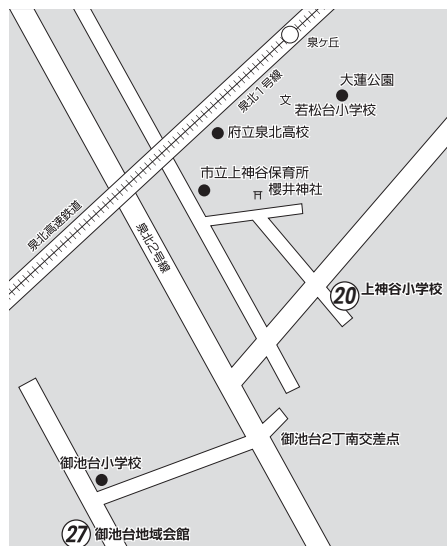 泉ケ丘
泉北1号線
大蓮公園
文
若松台小学校
府立泉北高校
市立上神谷保育所
櫻井神社
泉北高速鉄道
泉北2号線
20 上神谷小学校
御池台2丁南交差点
御池台小学校
27 御池台地域会館